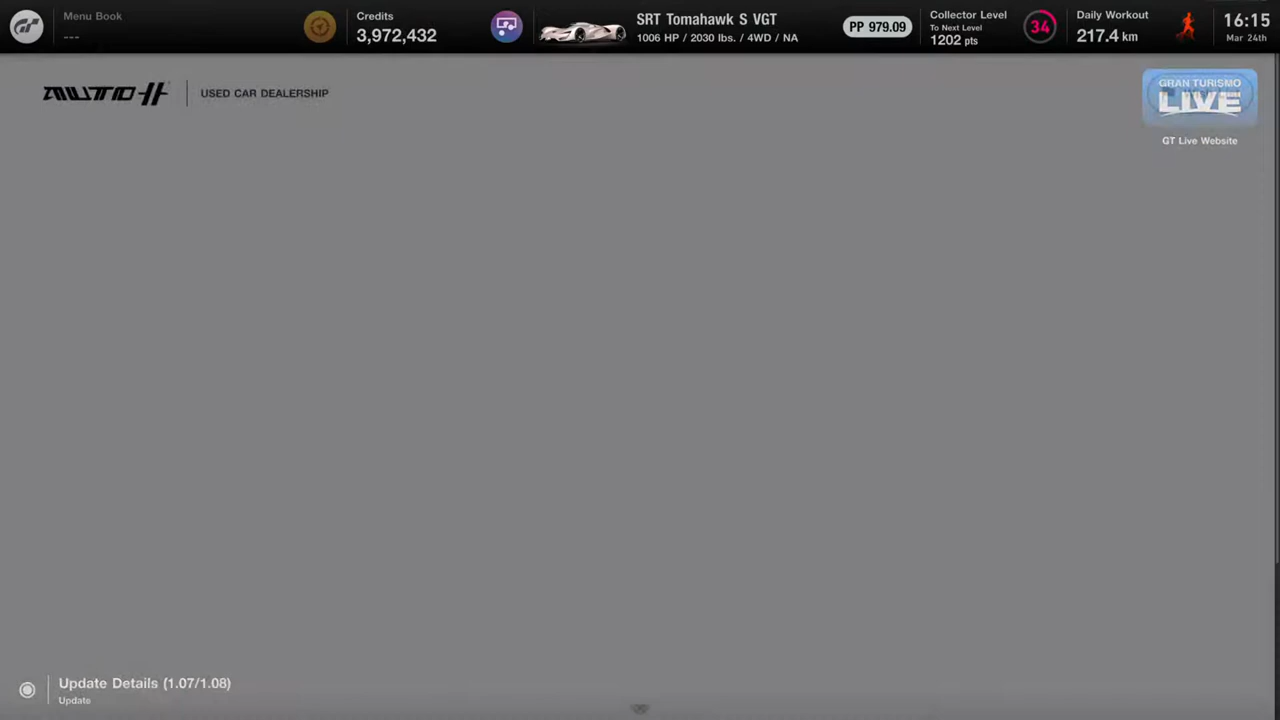 Menu Book
---
Credits
3,972,432
SRT Tomahawk S VGT
1006 HP / 2030 lbs. / 4WD / NA
PP 979.09
Collector Level
To Next Level
1202 pts
34
Daily Workout
217.4 km
16:15
Mar 24th
AUTO
USED CAR DEALERSHIP
GRAN TURISMO
LIVE
GT Live Website
Update Details (1.07/1.08)
Update